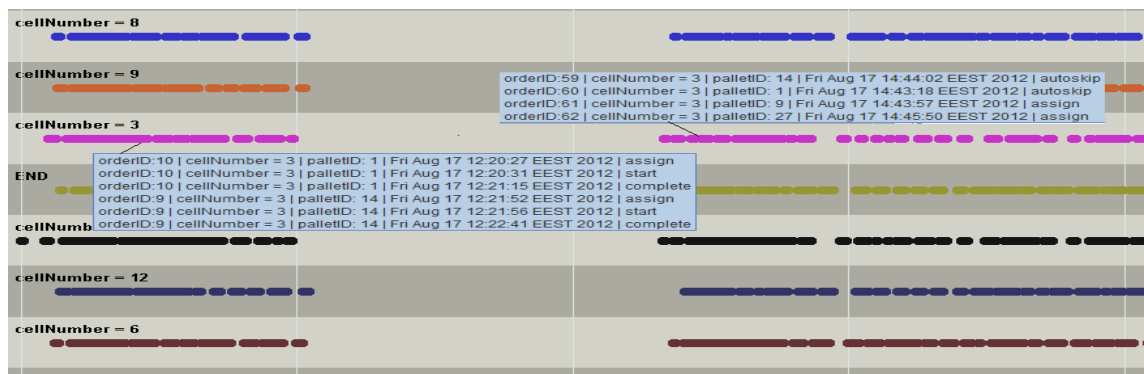 cellNumber = 8
cellNumber = 9
orderID:59 | cellNumber = 3 | palletID: 14 | Fri Aug 17 14:44:02 EEST 2012 | autoskip
orderID:60 | cellNumber = 3 | palletID: 1 | Fri Aug 17 14:43:18 EEST 2012 | autoskip
orderID:61 | cellNumber = 3 | palletID: 9 | Fri Aug 17 14:43:57 EEST 2012 | assign
orderID:62 | cellNumber = 3 | palletID: 27 | Fri Aug 17 14:45:50 EEST 2012 | assign
cellNumber = 3
orderID:10 | cellNumber = 3 | palletID: 1 | Fri Aug 17 12:20:27 EEST 2012 | assign
orderID:10 | cellNumber = 3 | palletID: 1 | Fri Aug 17 12:20:31 EEST 2012 | start
orderID:10 | cellNumber = 3 | palletID: 1 | Fri Aug 17 12:21:15 EEST 2012 | complete
orderID:9 | cellNumber = 3 | palletID: 14 | Fri Aug 17 12:21:52 EEST 2012 | assign
orderID:9 | cellNumber = 3 | palletID: 14 | Fri Aug 17 12:21:56 EEST 2012 | start
orderID:9 | cellNumber = 3 | palletID: 14 | Fri Aug 17 12:22:41 EEST 2012 | complete
END
cellNumber = 12
cellNumber = 6